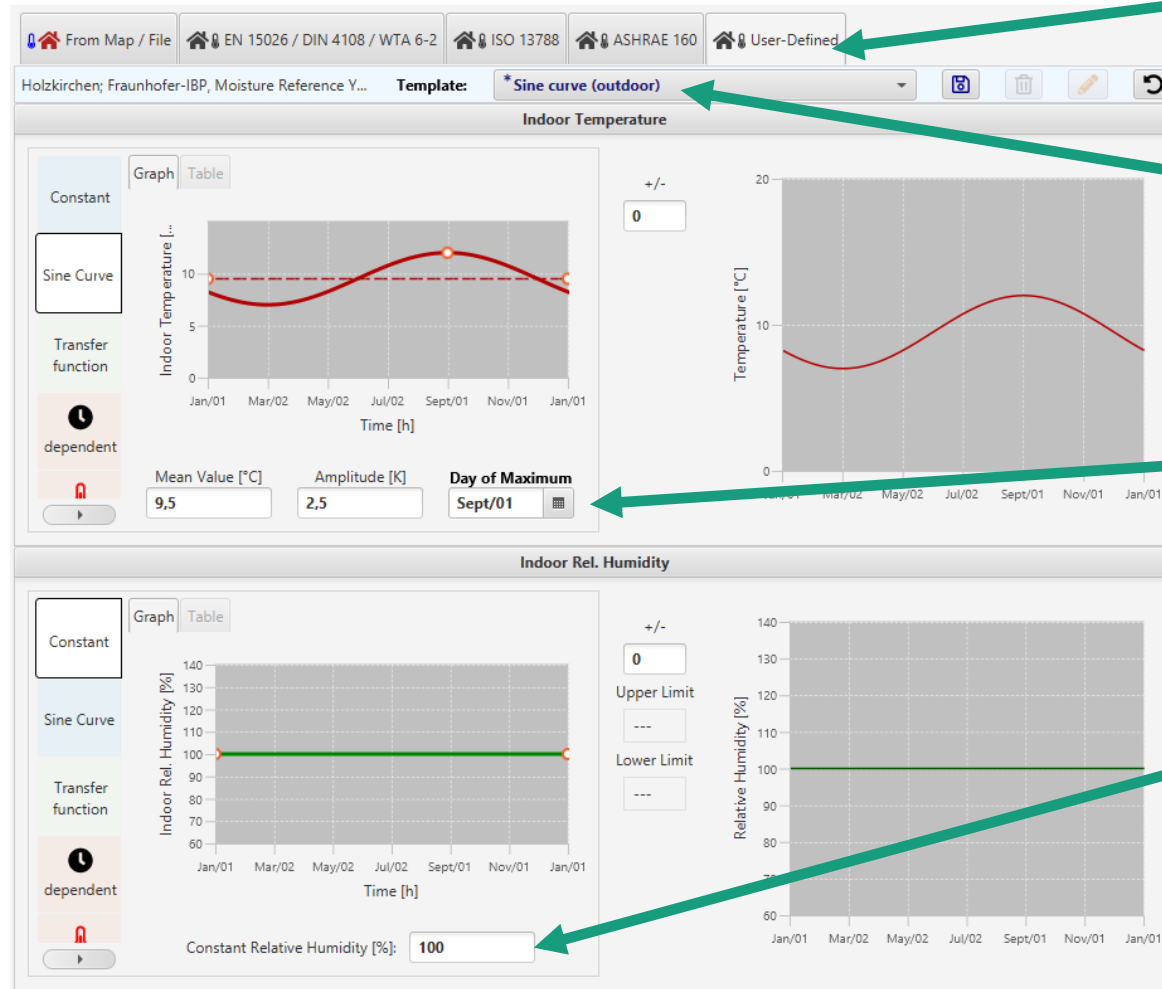 From Map / File
EN 15026 / DIN 4108 / WTA 6-2
ISO 13788
ASHRAE 160
User-Defined
Holzkirchen; Fraunhofer-IBP, Moisture Reference Y...
Template:
*Sine curve (outdoor)
Indoor Temperature
Constant
Sine Curve
Transfer
function
dependent
Graph
Table
Indoor Temperature [...
10
5
0
Jan/01 Mar/02 May/02 Jul/02 Sept/01 Nov/01 Jan/01
Time [h]
Mean Value [°C]
9,5
Amplitude [K]
2,5
Day of Maximum
Sept/01
+/-
0
Temperature [°C]
20
10
0
Mar/02 May/02 Jul/02 Sept/01 Nov/01 Jan/01
Indoor Rel. Humidity
Constant
Sine Curve
Transfer
function
dependent
Graph
Table
Indoor Rel. Humidity [%]
140
130
120
110
100
90
80
70
60
Jan/01 Mar/02 May/02 Jul/02 Sept/01 Nov/01 Jan/01
Time [h]
Constant Relative Humidity [%]:
100
+/-
0
Upper Limit
---
Lower Limit
---
Relative Humidity [%]
140
130
120
110
100
90
80
60
Jan/01 Mar/02 May/02 Jul/02 Sept/01 Nov/01 Jan/01